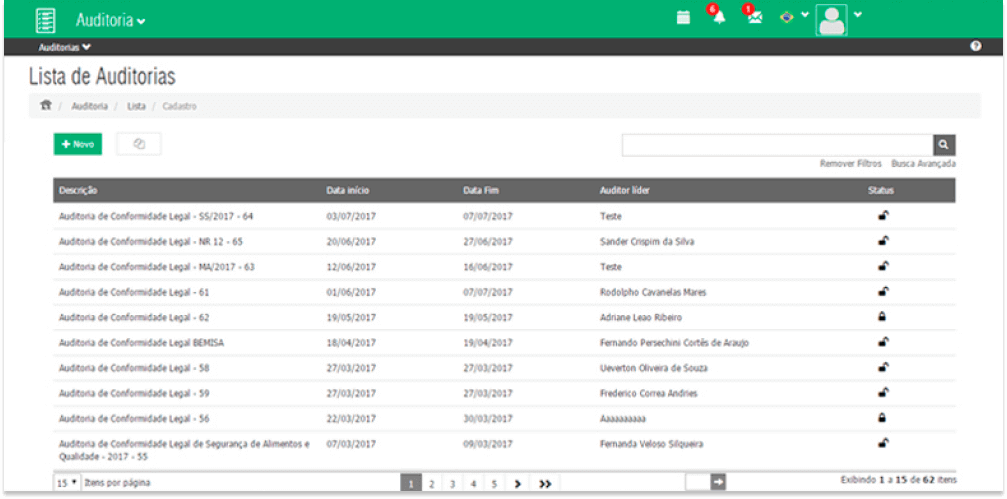 Auditoria
6
1
Auditorias
?
Lista de Auditorias
/ Auditoria / Lista / Cadastro
+ Novo
Remover Filtros Busca Avançada
Descrição Data início Data Fim Auditor líder Status
Auditoria de Conformidade Legal - SS/2017 - 64 03/07/2017 07/07/2017 Teste
Auditoria de Conformidade Legal - NR 12 - 65 20/06/2017 27/06/2017 Sander Crispim da Silva
Auditoria de Conformidade Legal - MA/2017 - 63 12/06/2017 16/06/2017 Teste
Auditoria de Conformidade Legal - 61 01/06/2017 07/07/2017 Rodolpho Cavanelas Mares
Auditoria de Conformidade Legal - 62 19/05/2017 19/05/2017 Adriane Leao Ribeiro
Auditoria de Conformidade Legal BEMISA 18/04/2017 19/04/2017 Fernando Persechini Cortês de Araujo
Auditoria de Conformidade Legal - 58 27/03/2017 27/03/2017 Ueverton Oliveira de Souza
Auditoria de Conformidade Legal - 59 27/03/2017 27/03/2017 Frederico Correa Andries
Auditoria de Conformidade Legal - 56 22/03/2017 30/03/2017 Aaaaaaaaaa
Auditoria de Conformidade Legal de Segurança de Alimentos e 07/03/2017 09/03/2017 Fernanda Veloso Silqueira
Qualidade - 2017 - 55
15 Itens por página 1 2 3 4 5 Exibindo 1 a 15 de 62 itens